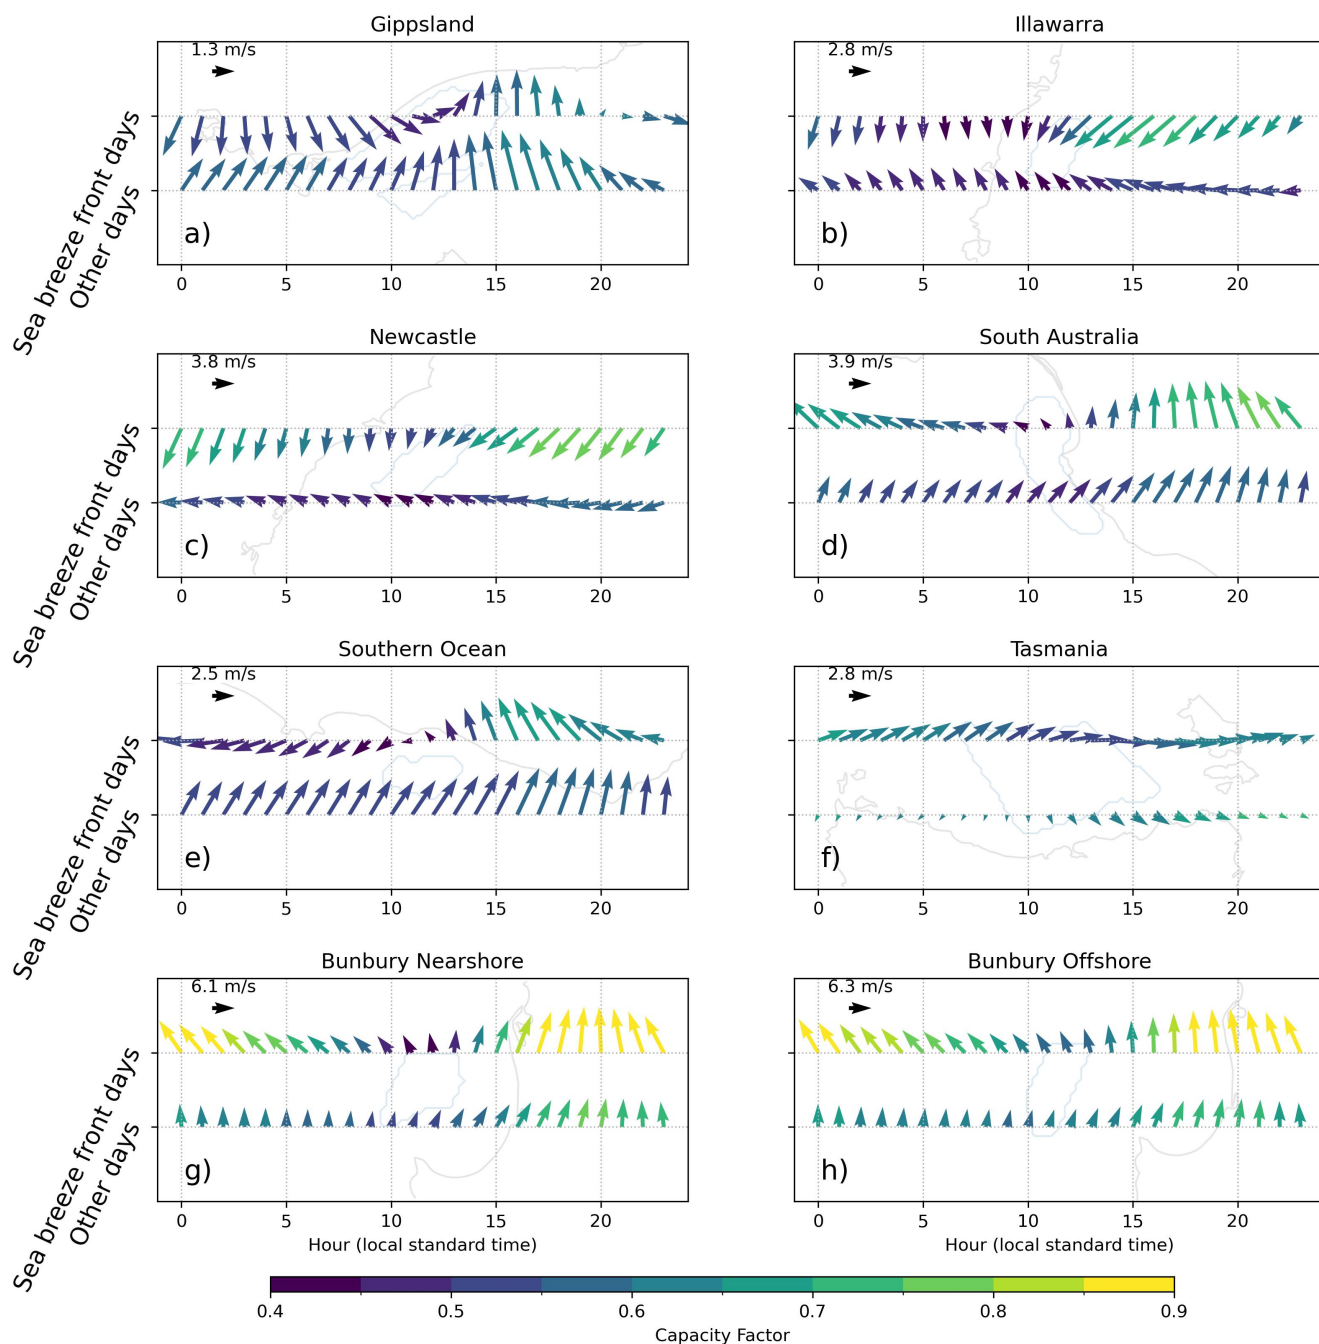 Gippsland
1.3 m/s
Sea breeze front days
Other days
a)
0 5 10 15 20
Illawarra
2.8 m/s
b)
0 5 10 15 20
Newcastle
3.8 m/s
Sea breeze front days
Other days
c)
0 5 10 15 20
South Australia
3.9 m/s
d)
0 5 10 15 20
Southern Ocean
2.5 m/s
Sea breeze front days
Other days
e)
0 5 10 15 20
Tasmania
2.8 m/s
f)
0 5 10 15 20
Bunbury Nearshore
6.1 m/s
Sea breeze front days
Other days
g)
0 5 10 15 20
Hour (local standard time)
Bunbury Offshore
6.3 m/s
h)
0 5 10 15 20
Hour (local standard time)
0.4 0.5 0.6 0.7 0.8 0.9
Capacity Factor